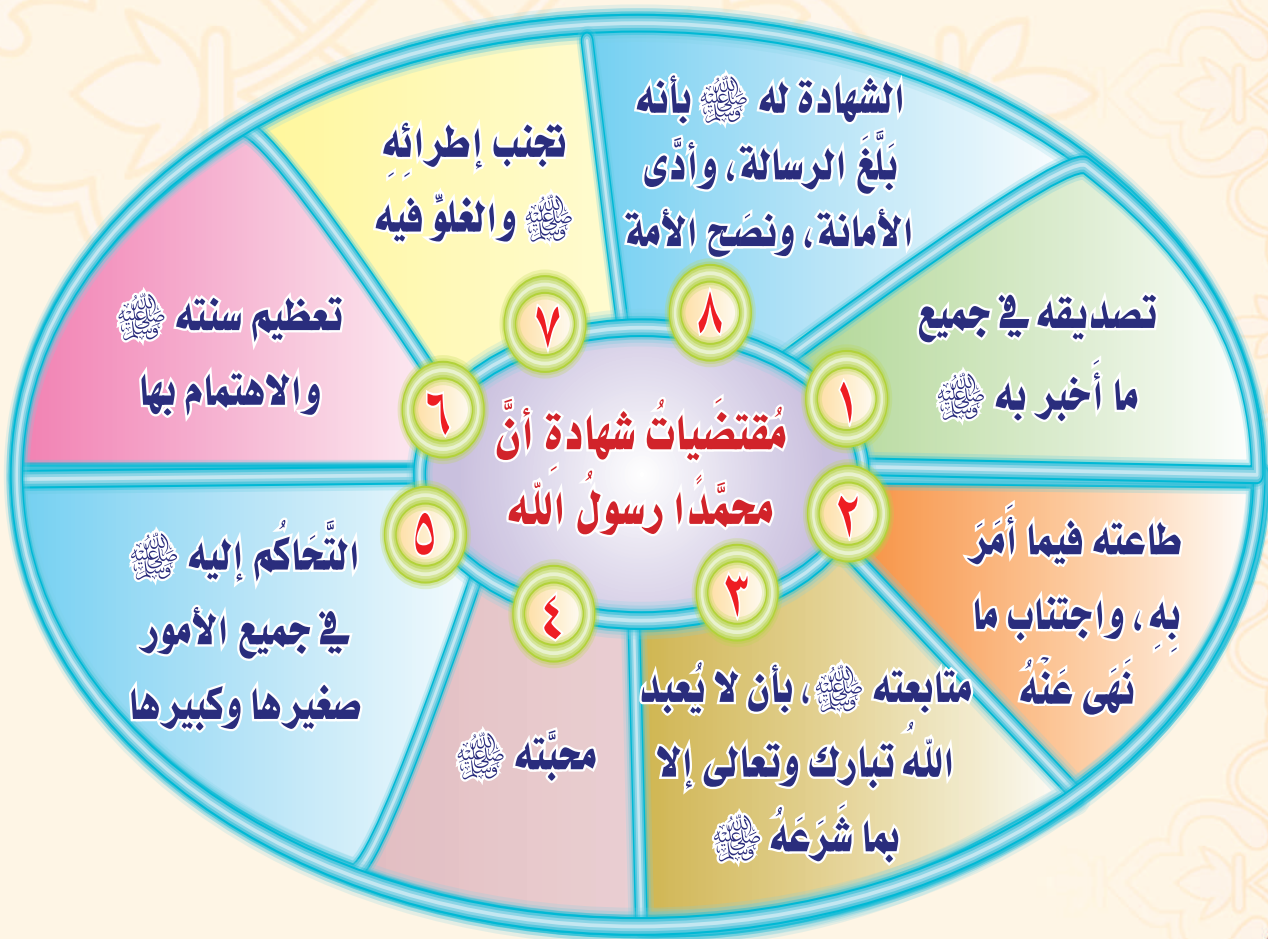 مُقتضَياتُ شهادةِ أنَّ
محمَّدًا رسولُ اللَّه
١
تصديقه في جميع
ما أَخبر به ﷺ
٢
طاعته فيما أَمَرَ
بِهِ، واجتناب ما
نَهَى عَنْهُ
٣
متابعته ﷺ، بأن لا يُعبد
اللَّهُ تبارك وتعالى إلا
بما شَرَعَهُ ﷺ
٤
محبَّته ﷺ
٥
التَّحَاكُم إليه ﷺ
في جميع الأمور
صغيرها وكبيرها
٦
تعظيم سنته ﷺ
والاهتمام بها
٧
تجنب إطرائِهِ
ﷺ والغلوِّ فيه
٨
الشهادة له ﷺ بأنه
بَلَّغَ الرسالة، وأدَّى
الأمانة، ونصَح الأمة